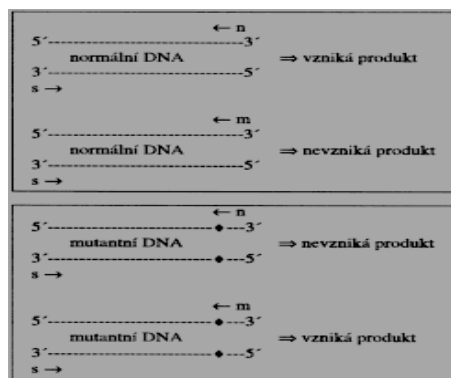 ← n
5´ --------------------------------3´
normální DNA ⇒ vzniká produkt
3´--------------------------------5´
s →
← m
5´ --------------------------------3´
normální DNA ⇒ nevzniká produkt
3´--------------------------------5´
s →
← n
5´ ----------------------------◆---3´
mutantní DNA ⇒ nevzniká produkt
3´----------------------------◆---5´
s →
← m
5´ ----------------------------◆---3´
mutantní DNA ⇒ vzniká produkt
3´----------------------------◆---5´
s →